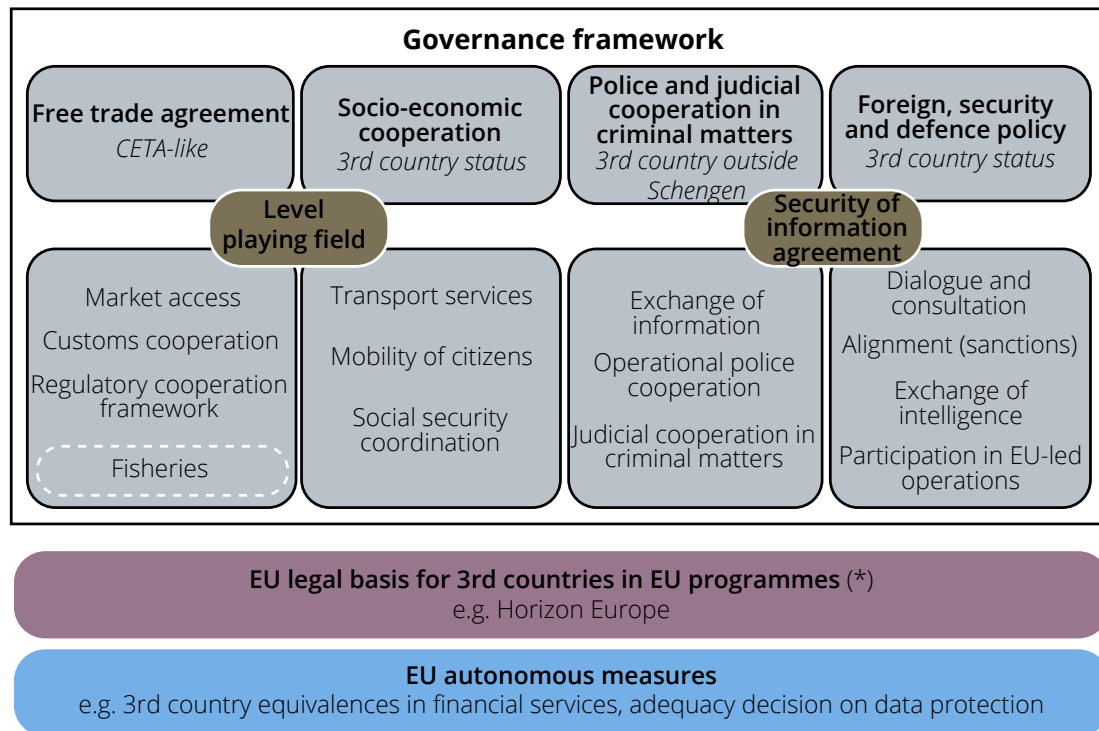 Governance framework
Free trade agreement
CETA-like
Socio-economic
cooperation
3rd country status
Police and judicial
cooperation in
criminal matters
3rd country outside
Schengen
Foreign, security
and defence policy
3rd country status
Level
playing field
Security of
information
agreement
Market access
Customs cooperation
Regulatory cooperation
framework
Fisheries
Transport services
Mobility of citizens
Social security
coordination
Exchange of
information
Operational police
cooperation
Judicial cooperation in
criminal matters
Dialogue and
consultation
Alignment (sanctions)
Exchange of
intelligence
Participation in EU-led
operations
EU legal basis for 3rd countries in EU programmes (*)
e.g. Horizon Europe
EU autonomous measures
e.g. 3rd country equivalences in financial services, adequacy decision on data protection